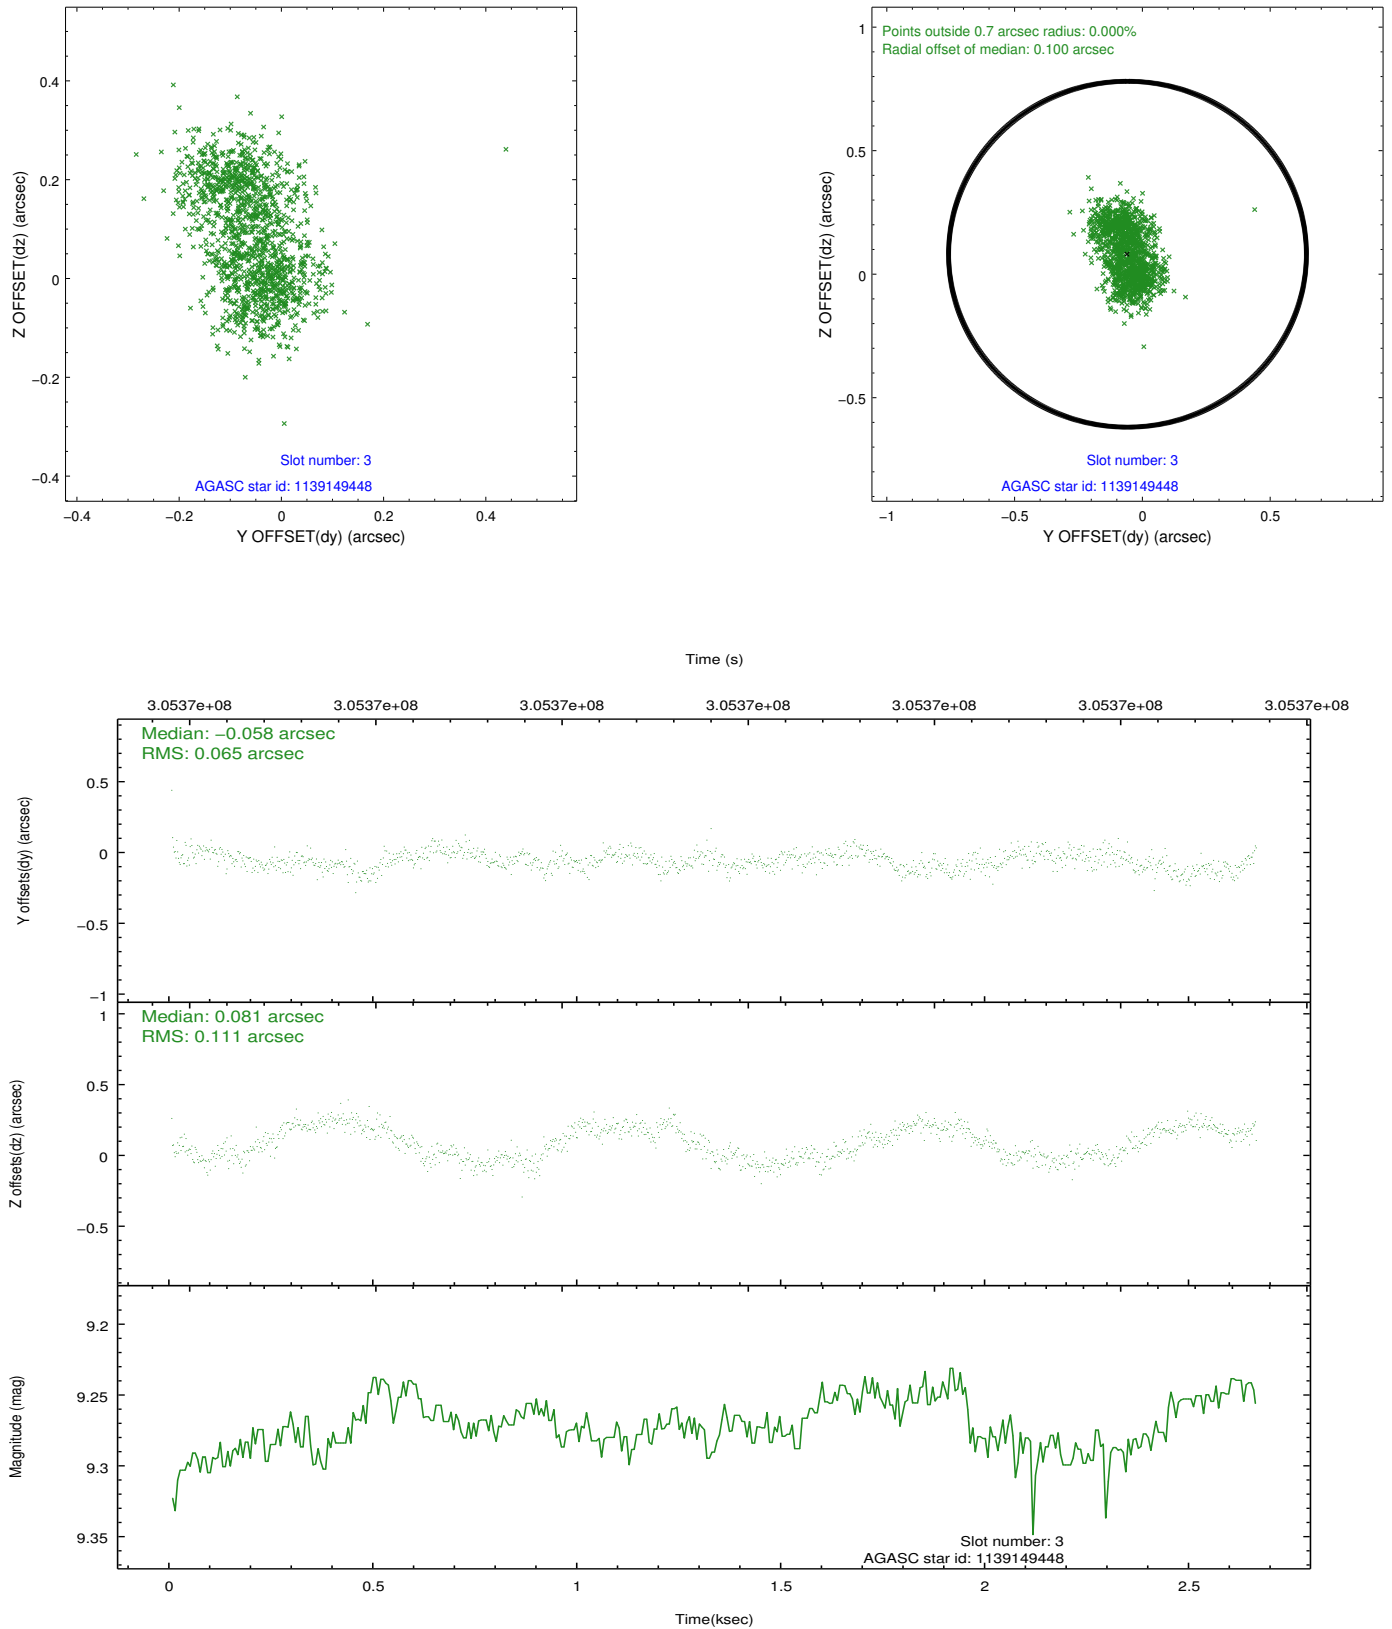 0.4
0.2
0
−0.2
−0.4
Z OFFSET(dz) (arcsec)
Slot number: 3
AGASC star id: 1139149448
−0.4 −0.2 0 0.2 0.4
Y OFFSET(dy) (arcsec)
Points outside 0.7 arcsec radius: 0.000%
Radial offset of median: 0.100 arcsec
1
0.5
0
−0.5
Z OFFSET(dz) (arcsec)
Slot number: 3
AGASC star id: 1139149448
−1 −0.5 0 0.5
Y OFFSET(dy) (arcsec)
Time (s)
3.0537e+08 3.0537e+08 3.0537e+08 3.0537e+08 3.0537e+08 3.0537e+08 3.0537e+08
Median: −0.058 arcsec
RMS: 0.065 arcsec
0.5
0
−0.5
−1
Y offsets(dy) (arcsec)
Median: 0.081 arcsec
RMS: 0.111 arcsec
1
0.5
0
−0.5
Z offsets(dz) (arcsec)
9.2
9.25
9.3
9.35
Magnitude (mag)
Slot number: 3
AGASC star id: 1139149448
0 0.5 1 1.5 2 2.5
Time(ksec)